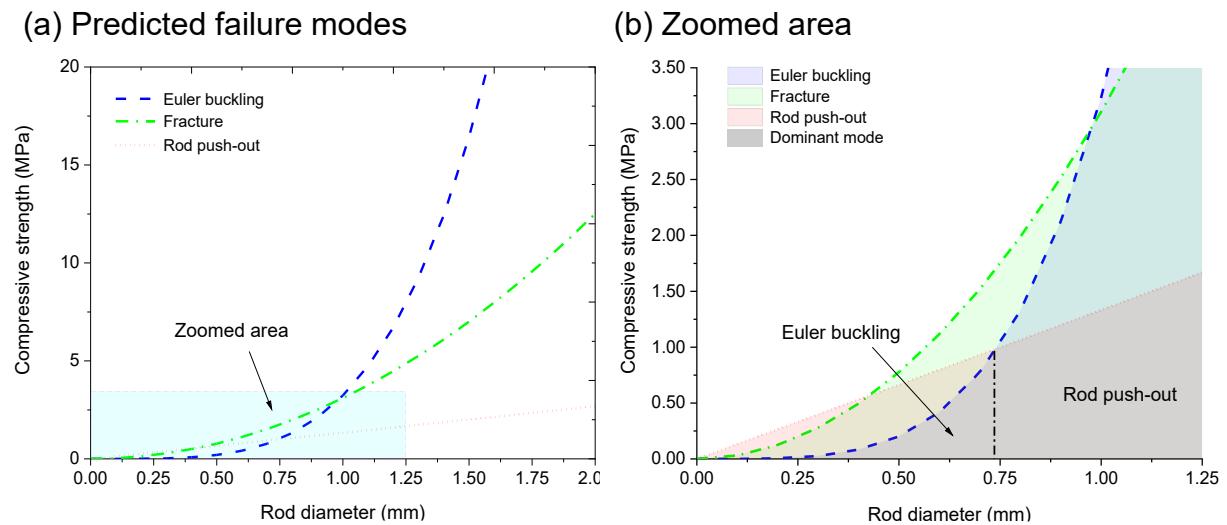 (a) Predicted failure modes
20
15
10
5
0
0.00 0.25 0.50 0.75 1.00 1.25 1.50 1.75 2.0
Compressive strength (MPa)
Rod diameter (mm)
Euler buckling
Fracture
Rod push-out
Zoomed area
(b) Zoomed area
Euler buckling
Fracture
Rod push-out
Dominant mode
3.50
3.00
2.50
2.00
1.50
1.00
0.50
0.00
0.00 0.25 0.50 0.75 1.00 1.25
Compressive strength (MPa)
Rod diameter (mm)
Euler buckling
Rod push-out